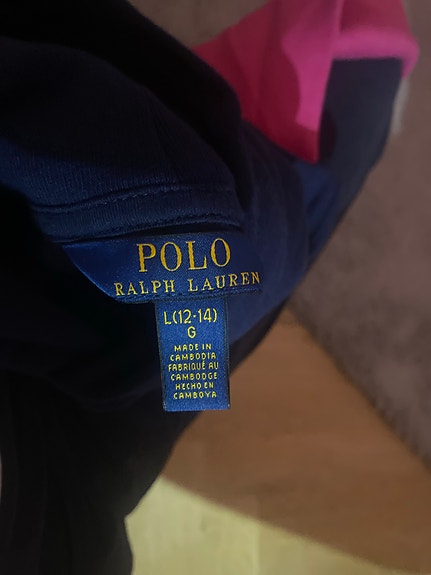 POLO
RALPH LAUREN
L(12-14)
G
MADE IN
CAMBODIA
FABRIQUÉ AU
CAMBODGE
HECHO EN
CAMBOYA